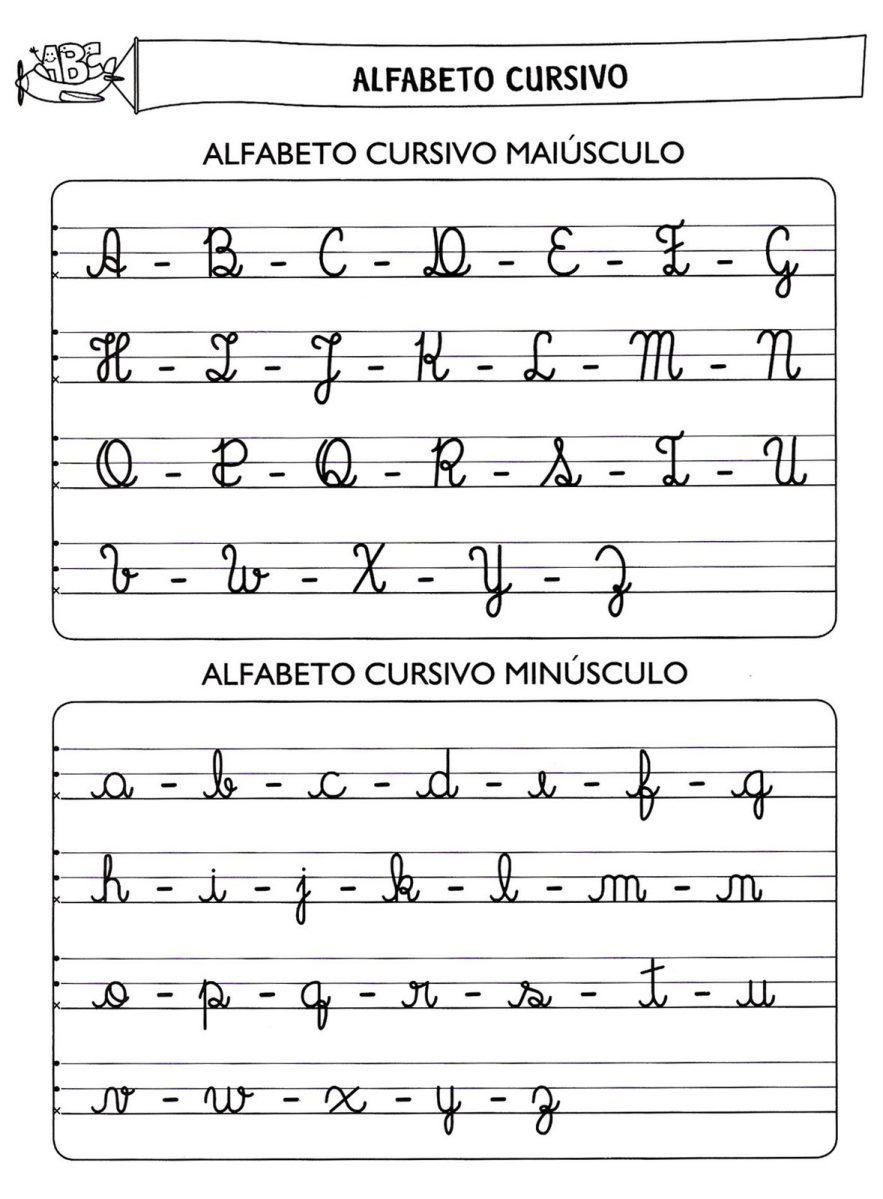 ABC
ALFABETO CURSIVO
ALFABETO CURSIVO MAIÚSCULO
A - B - C - D - E - F - G
H - I - J - K - L - M - N
O - P - Q - R - S - T - U
V - W - X - Y - Z
ALFABETO CURSIVO MINÚSCULO
a - b - c - d - e - f - g
h - i - j - k - l - m - n
o - p - q - r - s - t - u
v - w - x - y - z